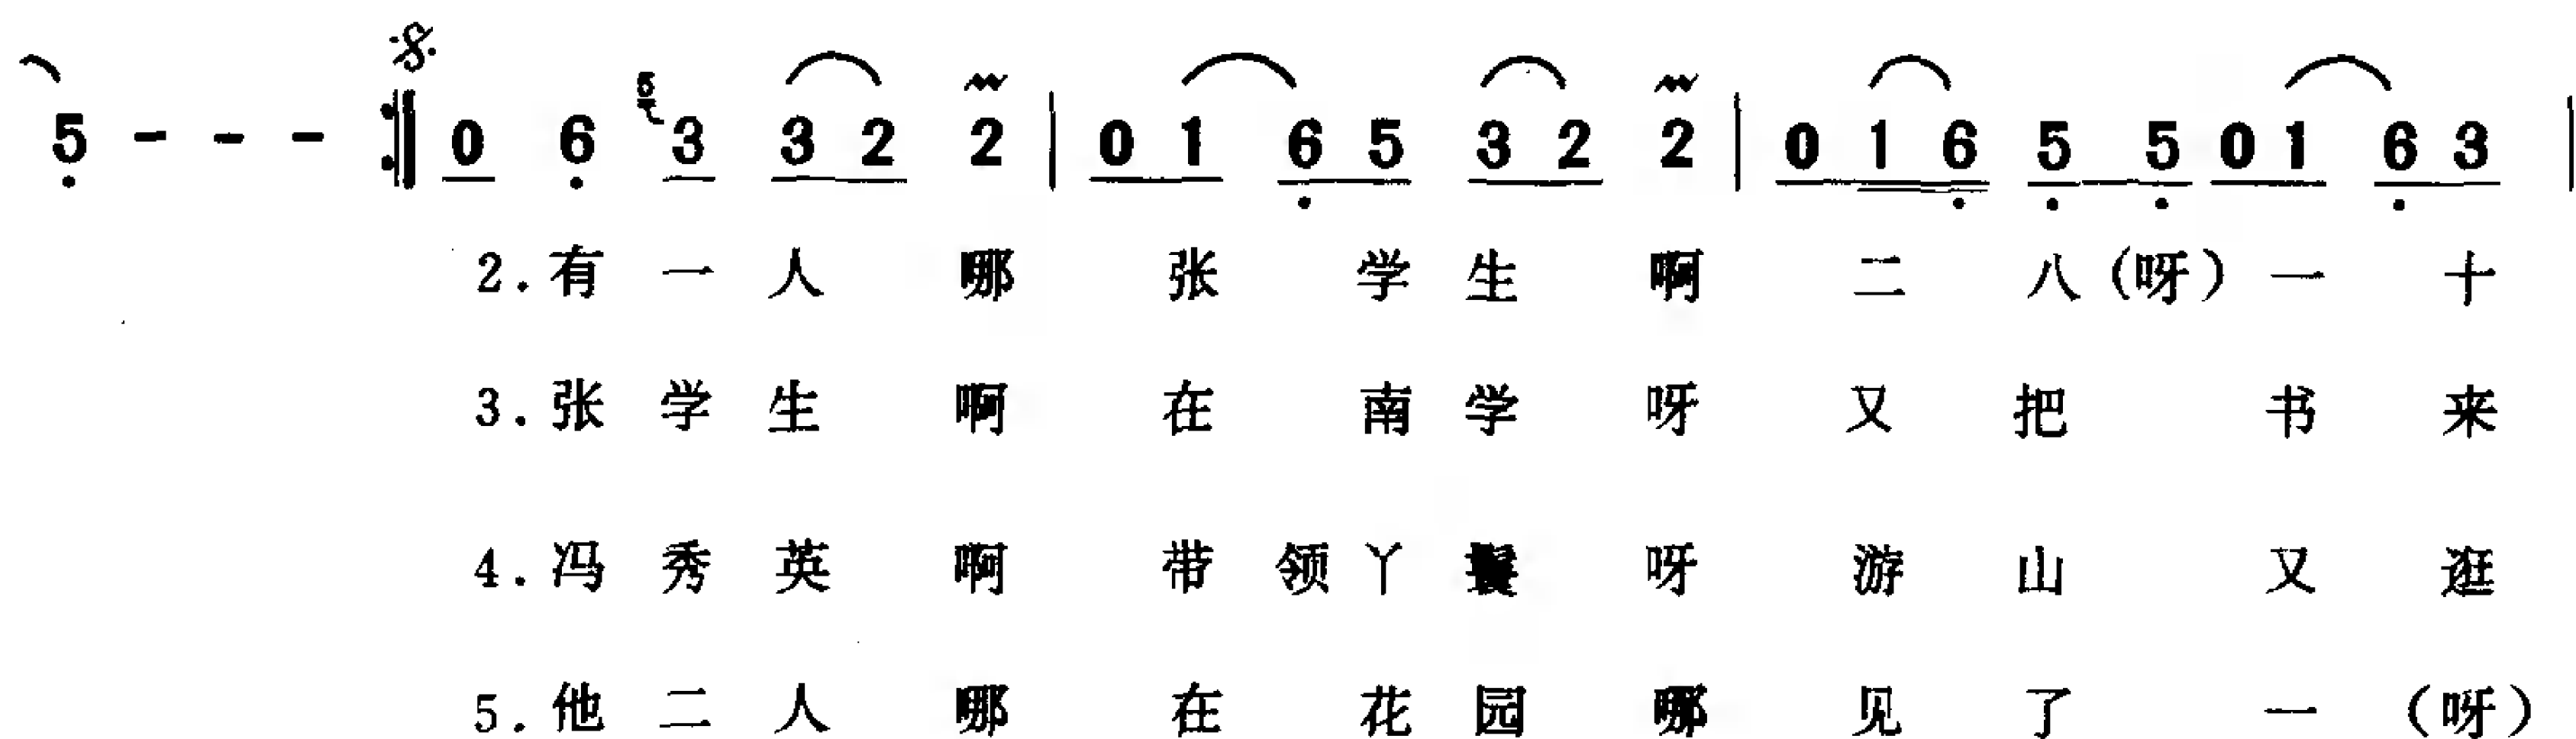 5 - - - 0 6 5 3 3 2 2 | 0 1 6 5 3 2 2 | 0 1 6 5 5 0 1 6 3 |
2.有一人哪张学生啊二八(呀)一十
3.张学生啊在南学呀又把书来
4.冯秀英啊带领丫鬟呀游山又逛
5.他二人哪在花园哪见了一(呀)